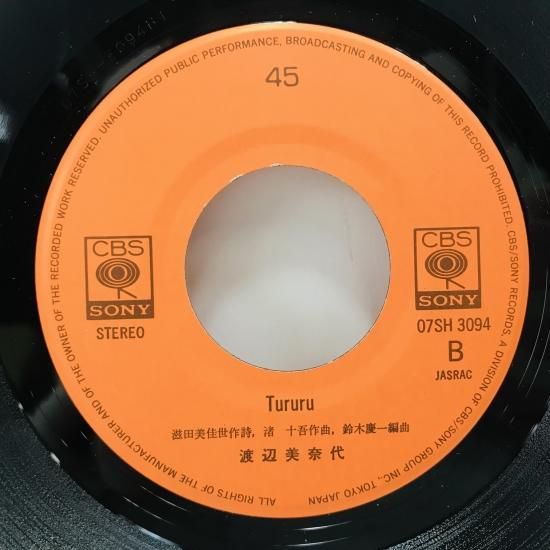 UNAUTHORIZED PUBLIC PERFORMANCE, BROADCASTING AND COPYING OF THIS RECORD PROHIBITED. CBS/SONY RECORDS, A DIVISION OF CBS/SONY GROUP INC., TOKYO JAPAN
ALL RIGHTS OF THE MANUFACTURER AND OF THE OWNER OF THE RECORDED WORK RESERVED.
45
CBS
SONY
STEREO
CBS
SONY
07SH 3094
B
JASRAC
Tururu
滋田美佳世作詩, 渚 十吾作曲, 鈴木慶一編曲
渡辺美奈代